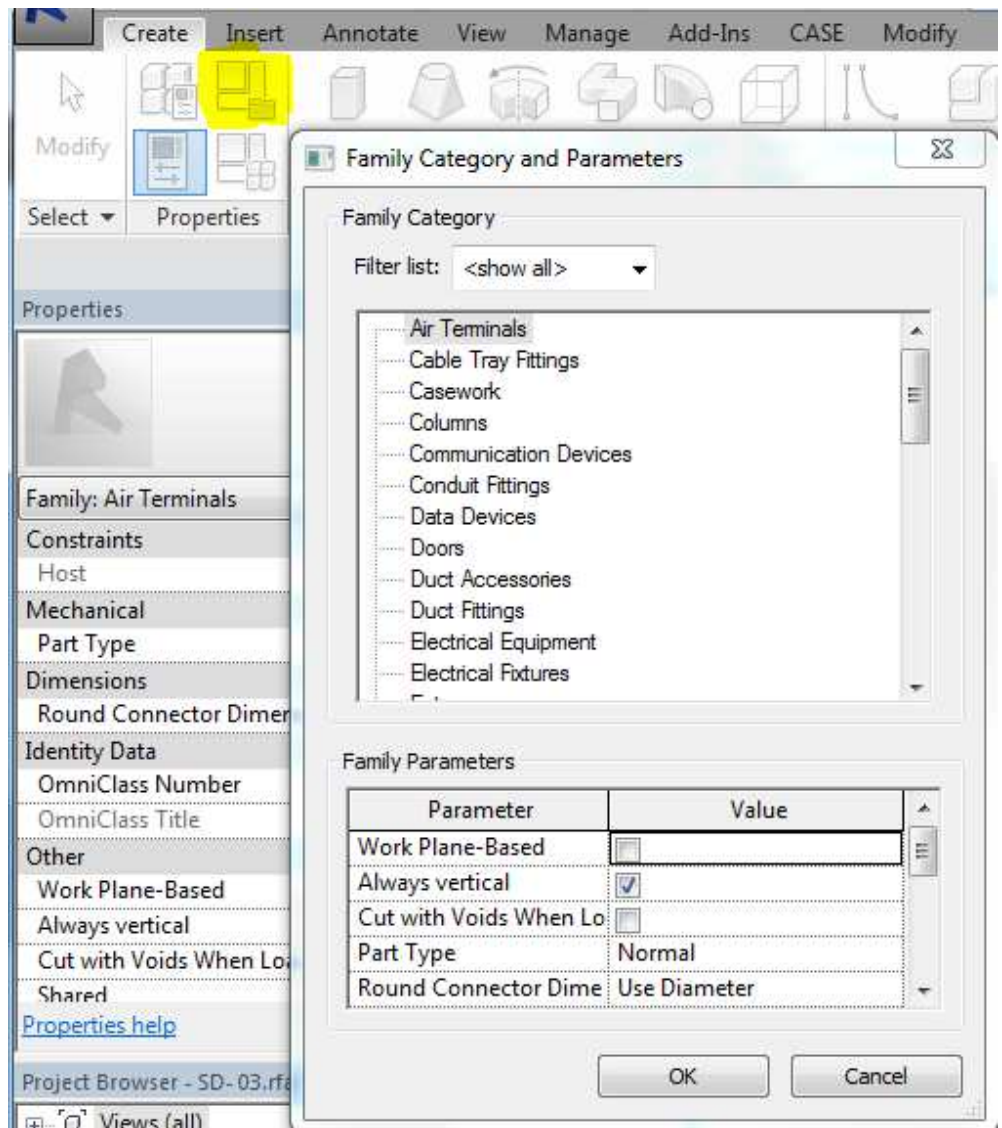 Create Insert Annotate View Manage Add-Ins CASE Modify
Modify
Select Properties
Family Category and Parameters
Family Category
Filter list: <show all>
Properties
Air Terminals
Cable Tray Fittings
Casework
Columns
Communication Devices
Conduit Fittings
Data Devices
Doors
Duct Accessories
Duct Fittings
Electrical Equipment
Electrical Fixtures
Family: Air Terminals
Constraints
Host
Mechanical
Part Type
Dimensions
Round Connector Dimer
Identity Data
OmniClass Number
OmniClass Title
Other
Work Plane-Based
Always vertical
Cut with Voids When Loa
Shared
Properties help
Project Browser - SD- 03.rfa
Views (all)
Family Parameters
Parameter Value
Work Plane-Based
Always vertical
Cut with Voids When Lo
Part Type Normal
Round Connector Dime Use Diameter
OK Cancel